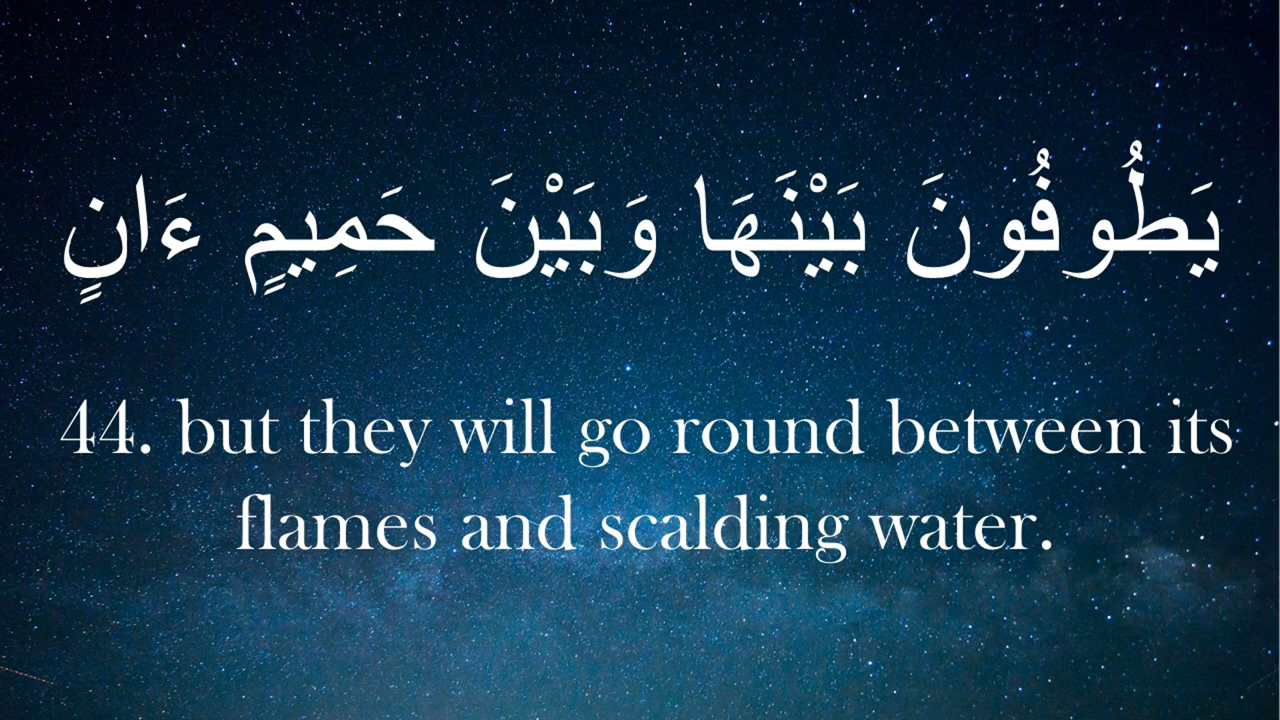 يَطُوفُونَ بَيْنَهَا وَبَيْنَ حَمِيمٍ ءَانٍ
44. but they will go round between its
flames and scalding water.